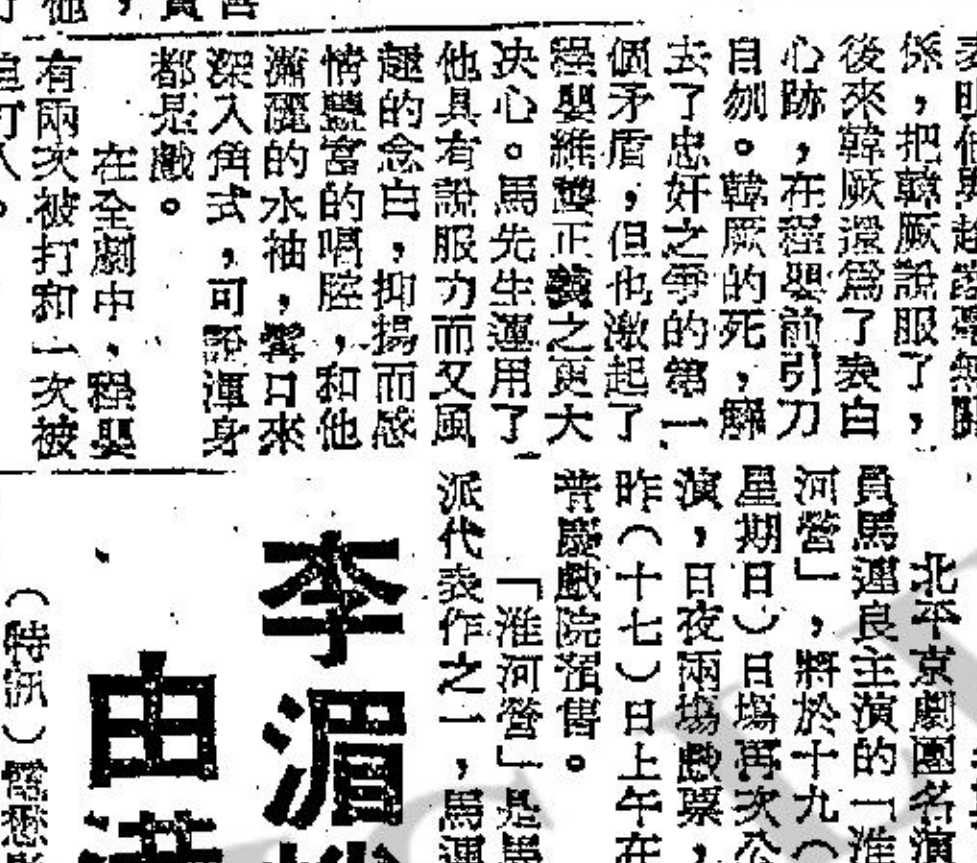 係，把韓厥說服了，
後來韓厥還爲了表白
心跡，在程嬰前引刀
自刎。韓厥的死，解
去了忠奸之爭的第一
個矛盾，但也激起了
程嬰維護正義之更大
決心。馬先生運用了
他具有說服力而又風
趣的念白，抑揚而感
情豐富的唱腔，和他
瀟灑的水袖，髯口來
深入角式，可說渾身
都是戲。
在全劇中，程嬰
有兩次被打和一次被
北平京劇團名演
員馬連良主演的「淮
河營」，將於十九（
星期日）日塲再次公
演，日夜兩塲戲票，
昨（十七）日上午在
普慶戲院預售。
「淮河營」是馬
派代表作之一，馬連
李湄
由港
（特訊）